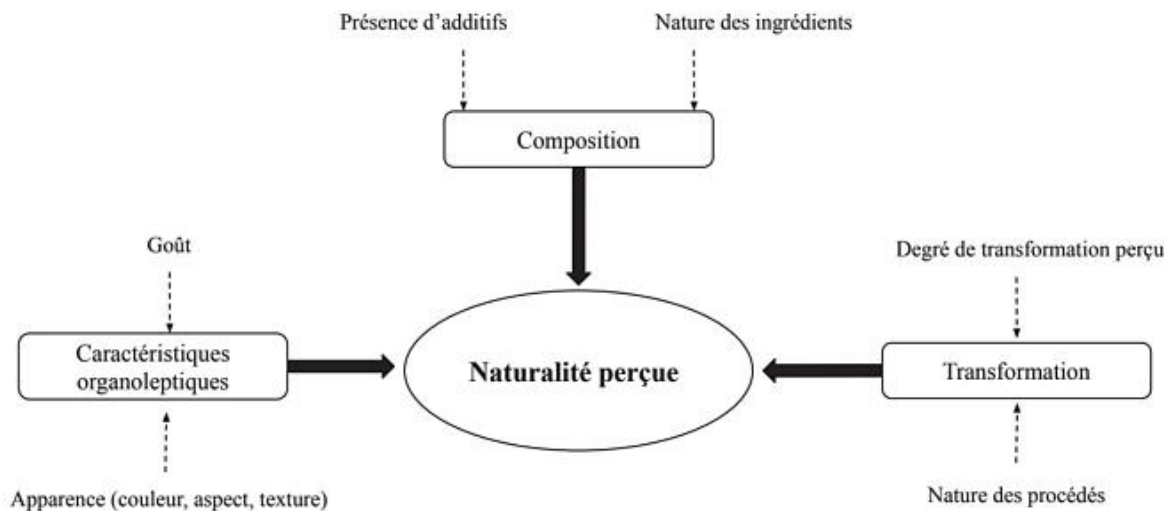 Présence d’additifs
Nature des ingrédients
Composition
Goût
Degré de transformation perçu
Caractéristiques
organoleptiques
Naturalité perçue
Transformation
Apparence (couleur, aspect, texture)
Nature des procédés